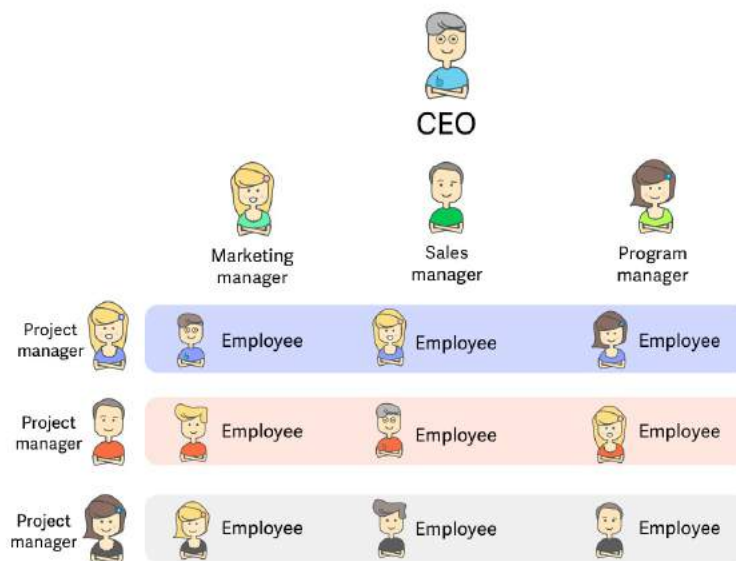 CEO
Marketing
manager
Sales
manager
Program
manager
Project
manager
Employee
Employee
Employee
Project
manager
Employee
Employee
Employee
Project
manager
Employee
Employee
Employee